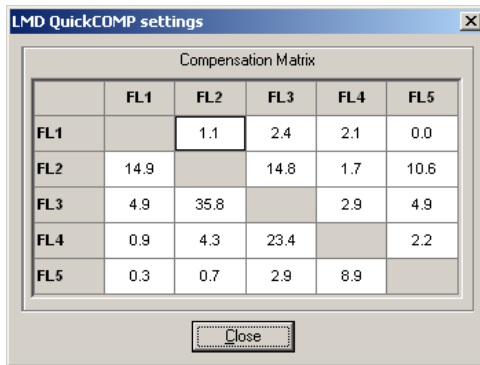 LMD QuickCOMP settings
Compensation Matrix
FL1 FL2 FL3 FL4 FL5
FL1 1.1 2.4 2.1 0.0
FL2 14.9 14.8 1.7 10.6
FL3 4.9 35.8 2.9 4.9
FL4 0.9 4.3 23.4 2.2
FL5 0.3 0.7 2.9 8.9
Close